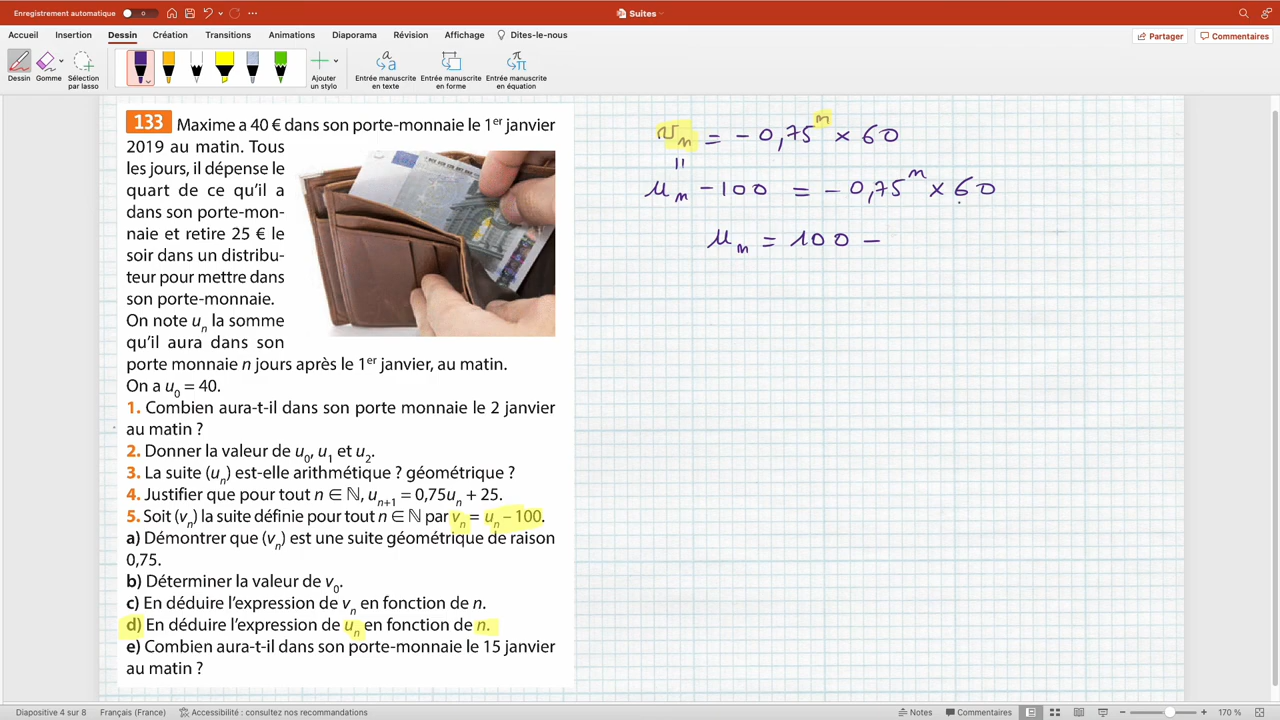 Enregistrement automatique 0 Suites
Accueil Insertion Dessin Création Transitions Animations Diaporama Révision Affichage Dites-le-nous Partager Commentaires
Dessin Gomme Sélection par lasso Ajouter un stylo Entrée manuscrite en texte Entrée manuscrite en forme Entrée manuscrite en équation
133 Maxime a 40 € dans son porte-monnaie le 1er janvier
2019 au matin. Tous
les jours, il dépense le
quart de ce qu'il a
dans son porte-mon-
naie et retire 25 € le
soir dans un distribu-
teur pour mettre dans
son porte-monnaie.
On note un la somme
qu'il aura dans son
porte monnaie n jours après le 1er janvier, au matin.
On a u0 = 40.
1. Combien aura-t-il dans son porte monnaie le 2 janvier
au matin ?
2. Donner la valeur de u0, u1 et u2.
3. La suite (un) est-elle arithmétique ? géométrique ?
4. Justifier que pour tout n ∈ ℕ, un+1 = 0,75un + 25.
5. Soit (vn) la suite définie pour tout n ∈ ℕ par vn = un – 100.
a) Démontrer que (vn) est une suite géométrique de raison
0,75.
b) Déterminer la valeur de v0.
c) En déduire l'expression de vn en fonction de n.
d) En déduire l'expression de un en fonction de n.
e) Combien aura-t-il dans son porte-monnaie le 15 janvier
au matin ?
vn = - 0,75^n × 60
=
un - 100 = - 0,75^n × 60
un = 100 -
Diapositive 4 sur 8 Français (France) Accessibilité : consultez nos recommandations Notes Commentaires 170 %